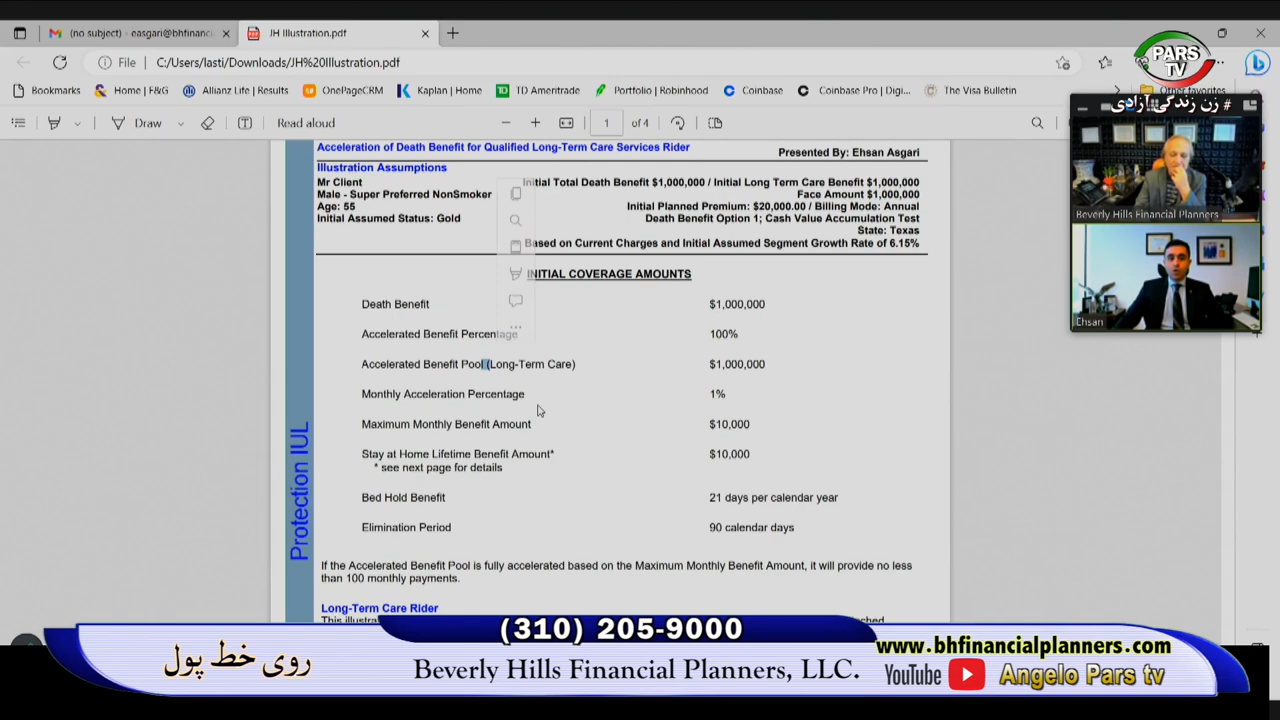 (no subject) - easgari@bhfinanci
JH Illustration.pdf
File
C:/Users/lasti/Downloads/JH%20Illustration.pdf
PARS
TV
Bookmarks
Home | F&G
Allianz Life | Results
OnePageCRM
Kaplan | Home
TD Ameritrade
Portfolio | Robinhood
Coinbase
Coinbase Pro | Digi...
The Visa Bulletin
Other favorites
# زن زندگی آزادی
Draw
1
of 4
Read aloud
Acceleration of Death Benefit for Qualified Long-Term Care Services Rider
Presented By: Ehsan Asgari
Illustration Assumptions
Mr Client
Initial Total Death Benefit $1,000,000 / Initial Long Term Care Benefit $1,000,000
Male - Super Preferred NonSmoker
Face Amount $1,000,000
Age: 55
Initial Planned Premium: $20,000.00 / Billing Mode: Annual
Initial Assumed Status: Gold
Death Benefit Option 1; Cash Value Accumulation Test
State: Texas
Based on Current Charges and Initial Assumed Segment Growth Rate of 6.15%
INITIAL COVERAGE AMOUNTS
Death Benefit $1,000,000
Accelerated Benefit Percentage 100%
Accelerated Benefit Pool (Long-Term Care) $1,000,000
Monthly Acceleration Percentage 1%
Maximum Monthly Benefit Amount $10,000
Stay at Home Lifetime Benefit Amount* $10,000
* see next page for details
Bed Hold Benefit 21 days per calendar year
Elimination Period 90 calendar days
If the Accelerated Benefit Pool is fully accelerated based on the Maximum Monthly Benefit Amount, it will provide no less
than 100 monthly payments.
Long-Term Care Rider
Protection IUL
Beverly Hills Financial Planners
Ehsan
(310) 205-9000
روی خط پول
Beverly Hills Financial Planners, LLC.
www.bhfinancialplanners.com
YouTube
Angelo Pars tv